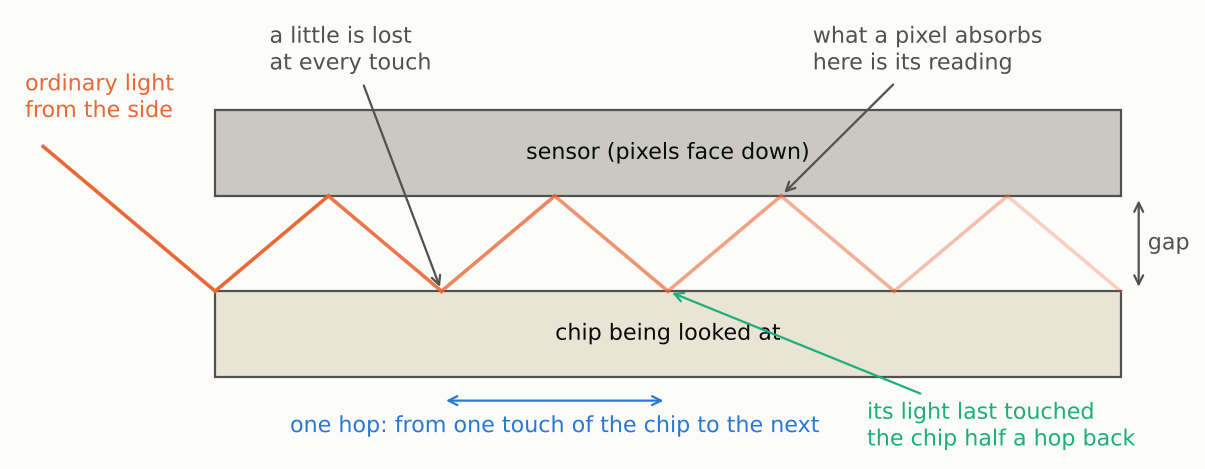 a little is lost
at every touch
what a pixel absorbs
here is its reading
ordinary light
from the side
sensor (pixels face down)
gap
chip being looked at
one hop: from one touch of the chip to the next
its light last touched
the chip half a hop back